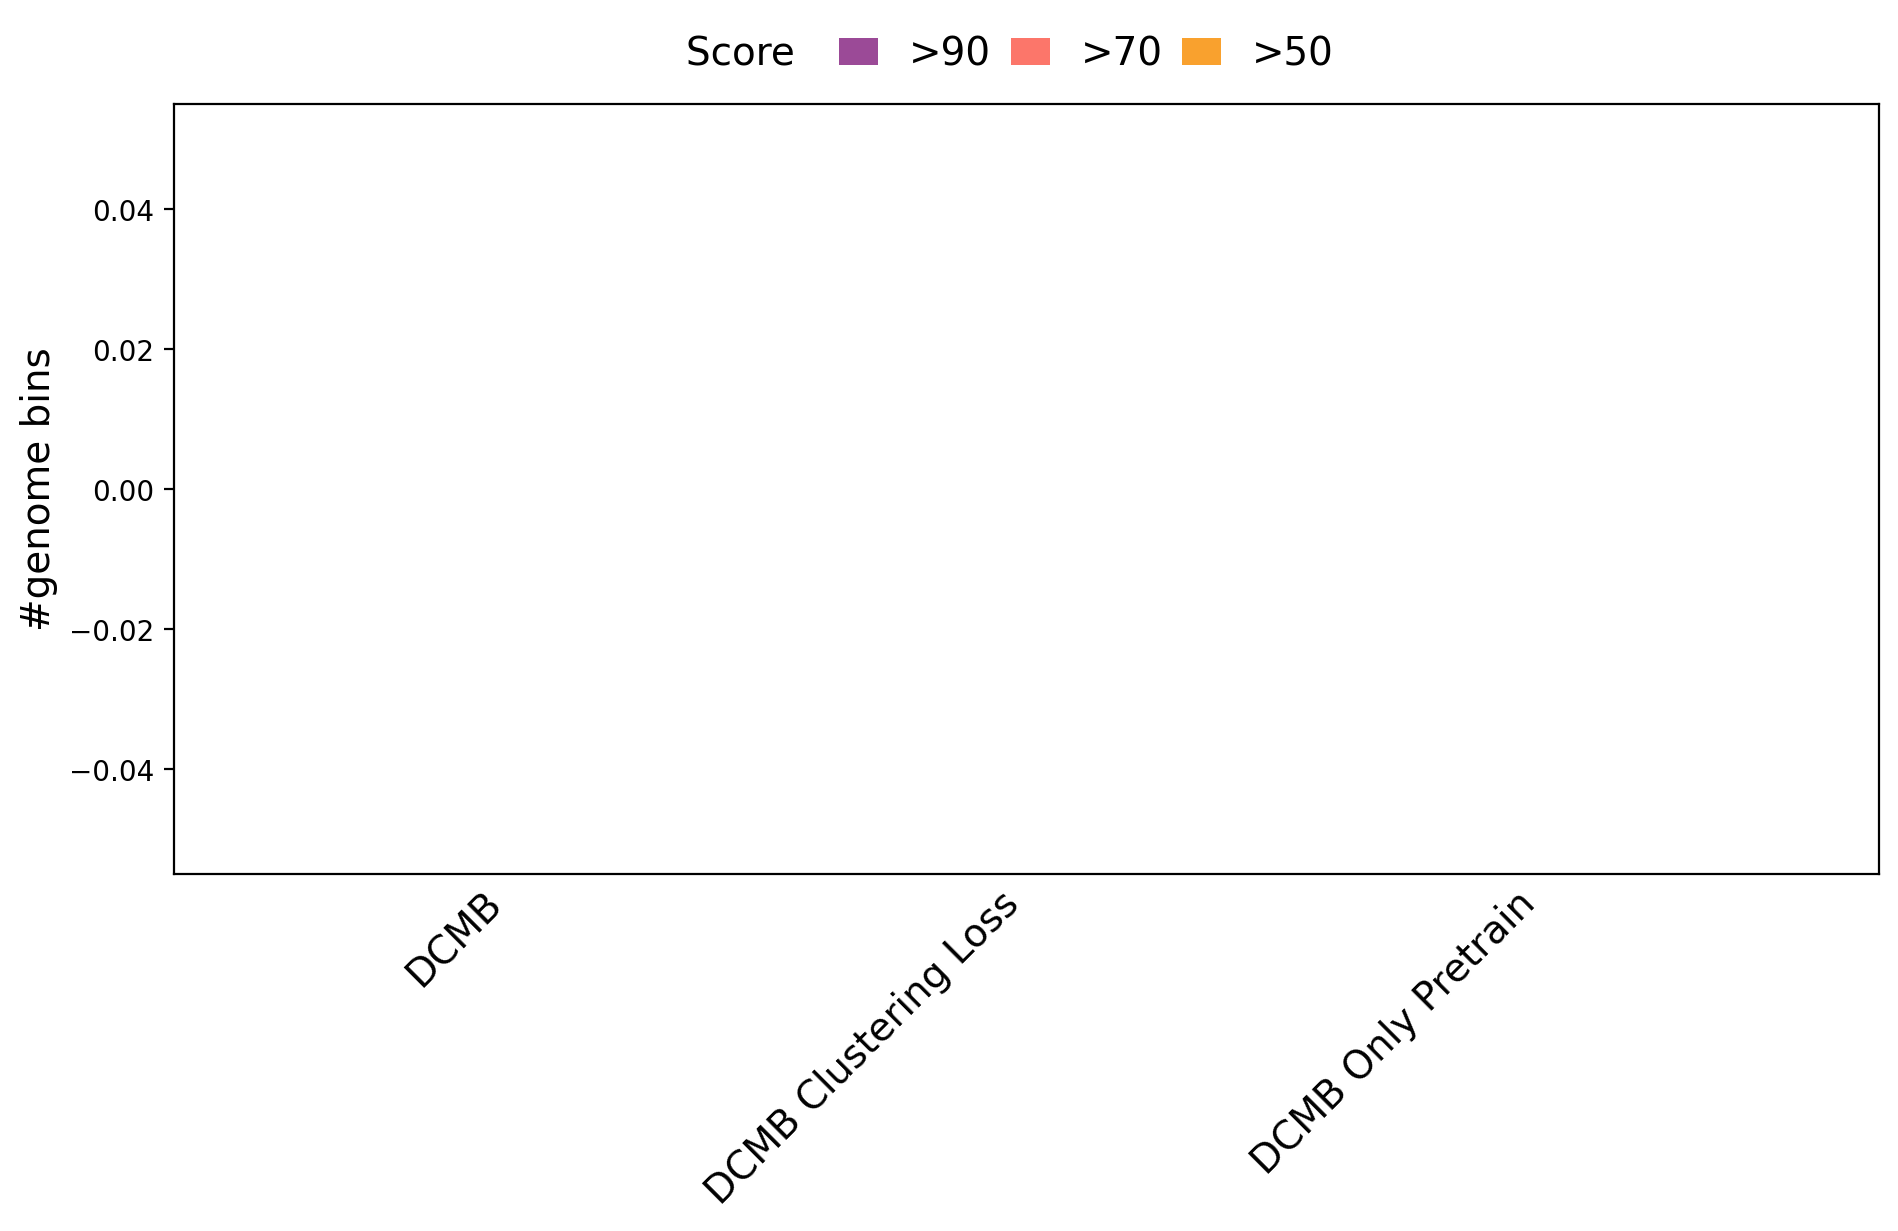 Score >90 >70 >50
#genome bins
0.04
0.02
0.00
−0.02
−0.04
DCMB
DCMB Clustering Loss
DCMB Only Pretrain